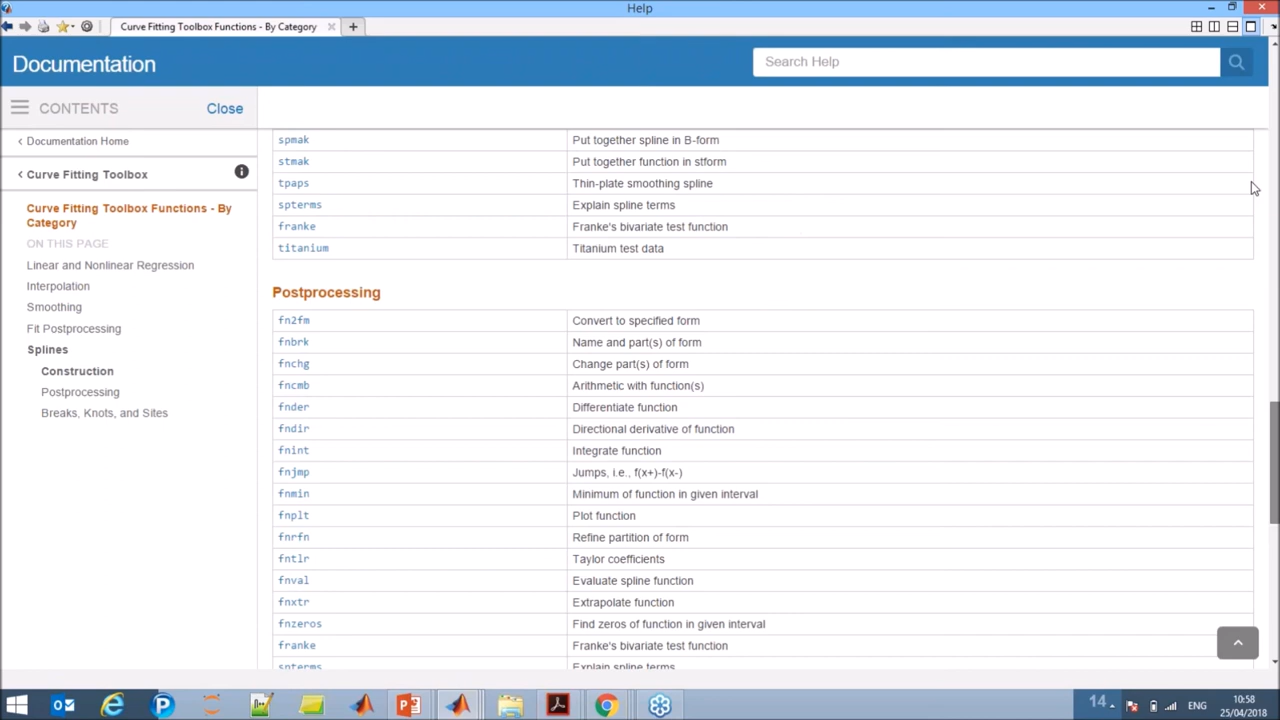 Help
Curve Fitting Toolbox Functions - By Category
Documentation
Search Help
CONTENTS
Close
Documentation Home
Curve Fitting Toolbox
Curve Fitting Toolbox Functions - By
Category
ON THIS PAGE
Linear and Nonlinear Regression
Interpolation
Smoothing
Fit Postprocessing
Splines
Construction
Postprocessing
Breaks, Knots, and Sites
spmak Put together spline in B-form
stmak Put together function in stform
tpaps Thin-plate smoothing spline
spterms Explain spline terms
franke Franke's bivariate test function
titanium Titanium test data
Postprocessing
fn2fm Convert to specified form
fnbrk Name and part(s) of form
fnchg Change part(s) of form
fncmb Arithmetic with function(s)
fnder Differentiate function
fndir Directional derivative of function
fnint Integrate function
fnjmp Jumps, i.e., f(x+)-f(x-)
fnmin Minimum of function in given interval
fnplt Plot function
fnrfn Refine partition of form
fntlr Taylor coefficients
fnval Evaluate spline function
fnxtr Extrapolate function
fnzeros Find zeros of function in given interval
franke Franke's bivariate test function
spterms Explain spline terms
14
ENG
10:58
25/04/2018